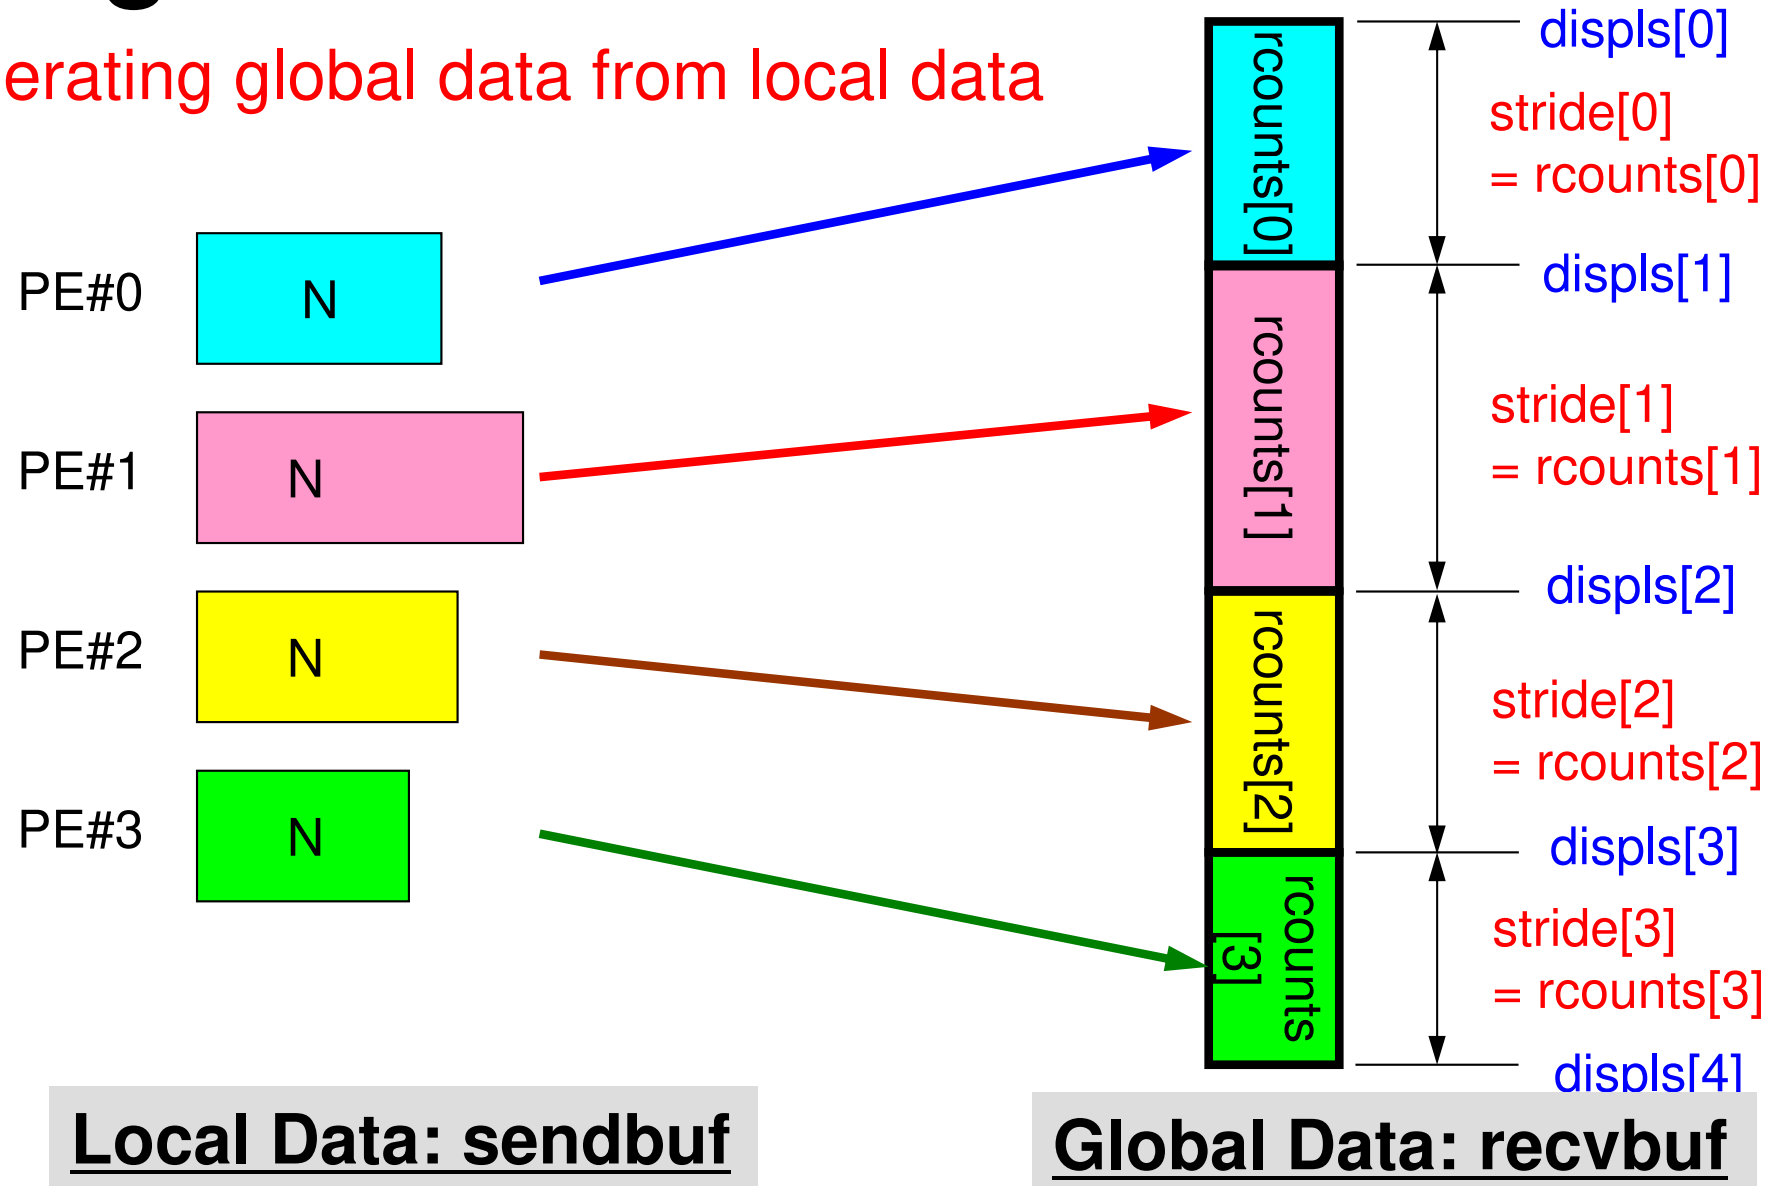 erating global data from local data
PE#0
N
PE#1
N
PE#2
N
PE#3
N
Local Data: sendbuf
rcounts[0]
rcounts[1]
rcounts[2]
rcounts
[3]
displs[0]
stride[0]
= rcounts[0]
displs[1]
stride[1]
= rcounts[1]
displs[2]
stride[2]
= rcounts[2]
displs[3]
stride[3]
= rcounts[3]
displs[4]
Global Data: recvbuf